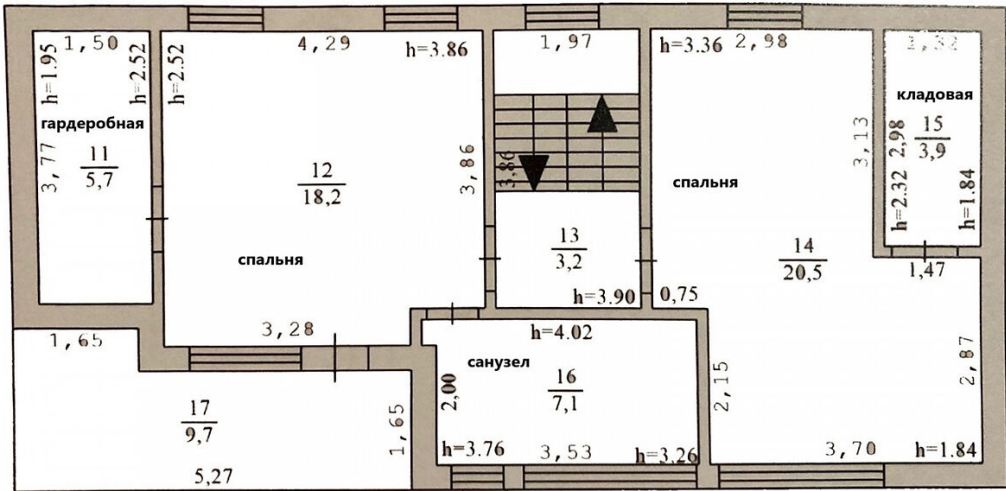 1,50
h=1.95
h=2.52
гардеробная
11
5,7
3,77
h=2.52
4,29
h=3.86
12
18,2
3,86
спальня
3,28
1,97
3,86
13
3,2
h=3.90
h=3.36
2,98
3,13
спальня
14
20,5
0,75
1,32
кладовая
15
3,9
2,98
h=2.32
h=1.84
1,47
2,87
2,15
3,70
h=1.84
h=4.02
санузел
16
7,1
2,00
h=3.76
3,53
h=3.26
1,65
17
9,7
1,65
5,27